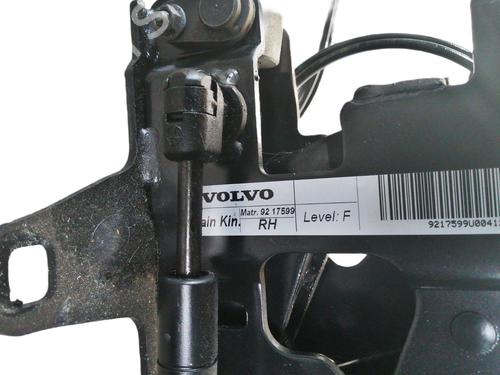 VOLVO
Matr. 92 17599
ain Kin. RH Level: F
9217599U0041